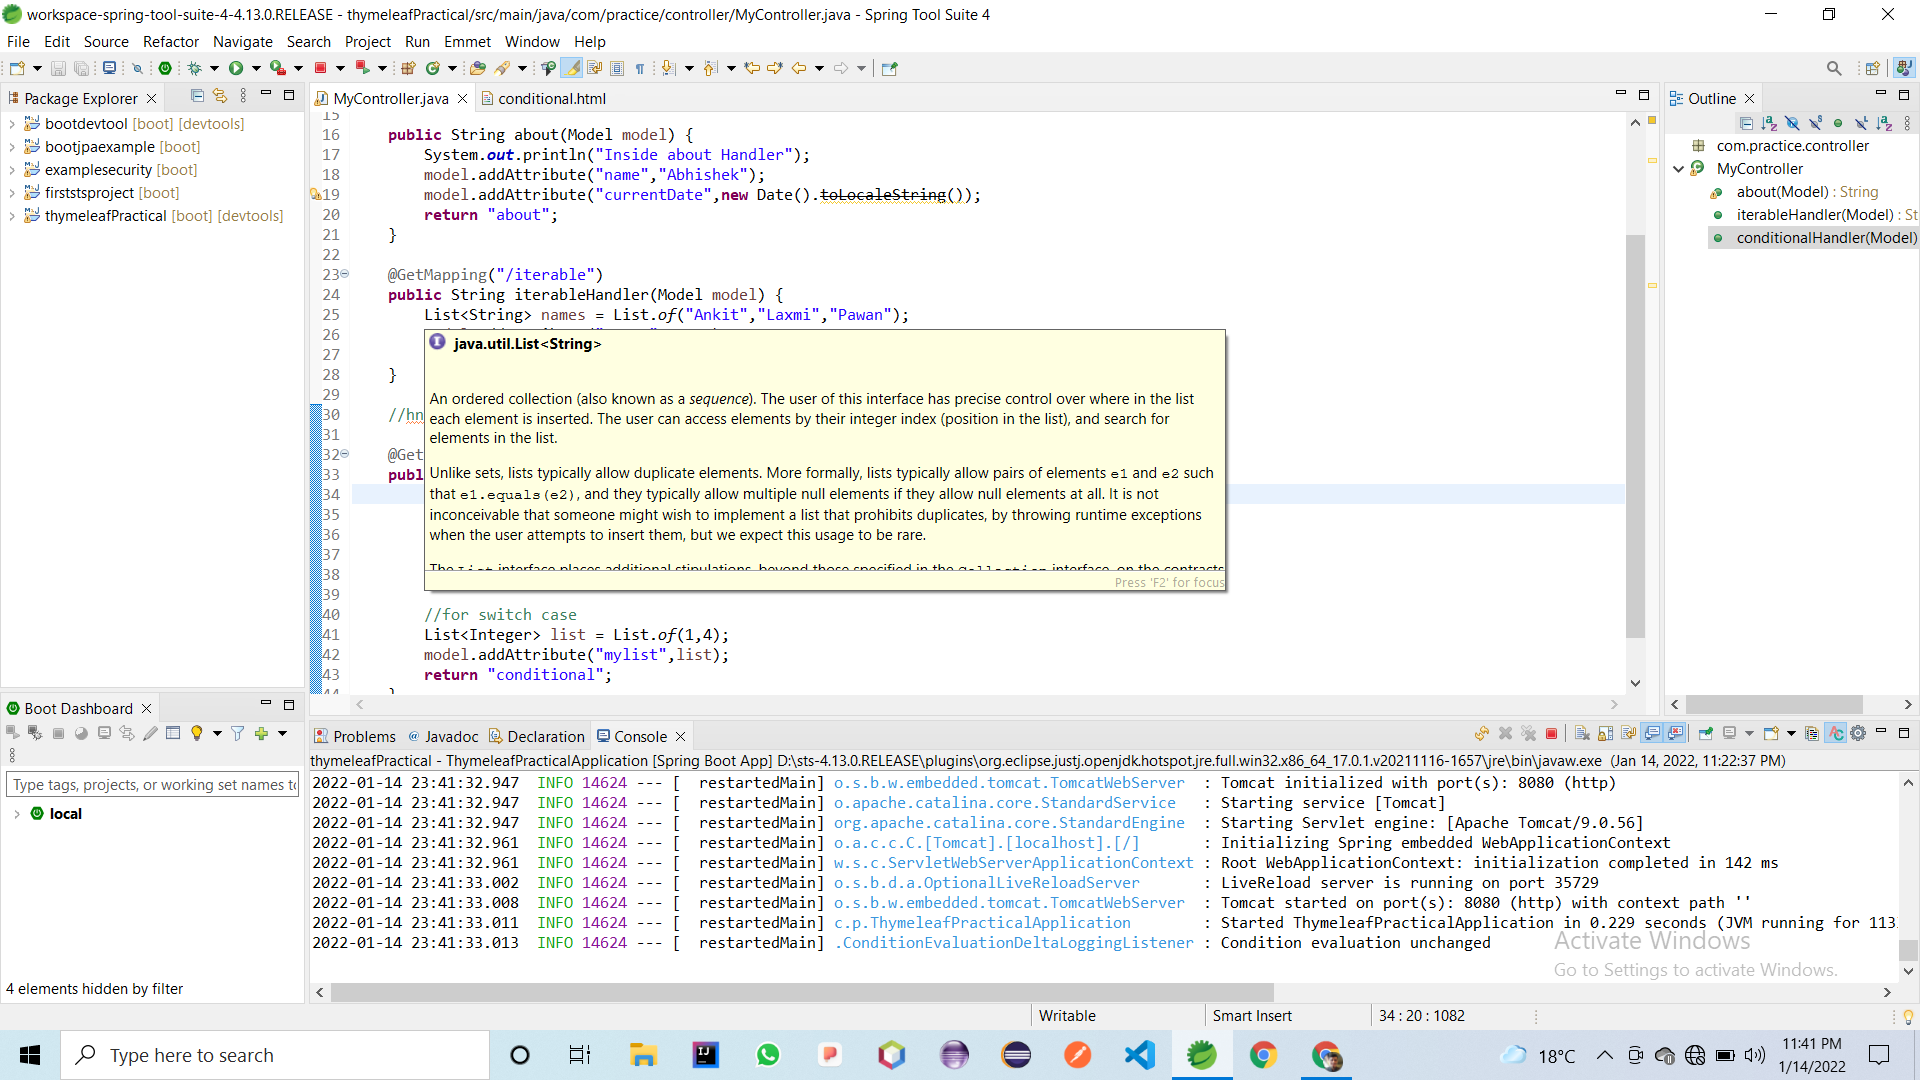 workspace-spring-tool-suite-4-4.13.0.RELEASE - thymeleafPractical/src/main/java/com/practice/controller/MyController.java - Spring Tool Suite 4
File Edit Source Refactor Navigate Search Project Run Emmet Window Help
Package Explorer
bootdevtool [boot] [devtools]
bootjpaexample [boot]
examplesecurity [boot]
firststsproject [boot]
thymeleafPractical [boot] [devtools]
MyController.java
conditional.html
15
16 public String about(Model model) {
17 System.out.println("Inside about Handler");
18 model.addAttribute("name","Abhishek");
19 model.addAttribute("currentDate",new Date().toLocaleString());
20 return "about";
21 }
22
23 @GetMapping("/iterable")
24 public String iterableHandler(Model model) {
25 List<String> names = List.of("Ankit","Laxmi","Pawan");
26
27
28 }
29
30 //hn
31
32 @Get
33 publ
34
35
36
37
38
39
40 //for switch case
41 List<Integer> list = List.of(1,4);
42 model.addAttribute("mylist",list);
43 return "conditional";
44 }
java.util.List<String>
An ordered collection (also known as a sequence). The user of this interface has precise control over where in the list
each element is inserted. The user can access elements by their integer index (position in the list), and search for
elements in the list.
Unlike sets, lists typically allow duplicate elements. More formally, lists typically allow pairs of elements e1 and e2 such
that e1.equals(e2), and they typically allow multiple null elements if they allow null elements at all. It is not
inconceivable that someone might wish to implement a list that prohibits duplicates, by throwing runtime exceptions
when the user attempts to insert them, but we expect this usage to be rare.
The List interface places additional stipulations, beyond those specified in the Collection interface, on the contracts
Press 'F2' for focus
Outline
com.practice.controller
MyController
about(Model) : String
iterableHandler(Model) : St
conditionalHandler(Model)
Boot Dashboard
Type tags, projects, or working set names to
local
4 elements hidden by filter
Problems
Javadoc
Declaration
Console
thymeleafPractical - ThymeleafPracticalApplication [Spring Boot App] D:\sts-4.13.0.RELEASE\plugins\org.eclipse.justj.openjdk.hotspot.jre.full.win32.x86_64_17.0.1.v20211116-1657\jre\bin\javaw.exe (Jan 14, 2022, 11:22:37 PM)
2022-01-14 23:41:32.947 INFO 14624 --- [ restartedMain] o.s.b.w.embedded.tomcat.TomcatWebServer : Tomcat initialized with port(s): 8080 (http)
2022-01-14 23:41:32.947 INFO 14624 --- [ restartedMain] o.apache.catalina.core.StandardService : Starting service [Tomcat]
2022-01-14 23:41:32.947 INFO 14624 --- [ restartedMain] org.apache.catalina.core.StandardEngine : Starting Servlet engine: [Apache Tomcat/9.0.56]
2022-01-14 23:41:32.961 INFO 14624 --- [ restartedMain] o.a.c.c.C.[Tomcat].[localhost].[/] : Initializing Spring embedded WebApplicationContext
2022-01-14 23:41:32.961 INFO 14624 --- [ restartedMain] w.s.c.ServletWebServerApplicationContext : Root WebApplicationContext: initialization completed in 142 ms
2022-01-14 23:41:33.002 INFO 14624 --- [ restartedMain] o.s.b.d.a.OptionalLiveReloadServer : LiveReload server is running on port 35729
2022-01-14 23:41:33.008 INFO 14624 --- [ restartedMain] o.s.b.w.embedded.tomcat.TomcatWebServer : Tomcat started on port(s): 8080 (http) with context path ''
2022-01-14 23:41:33.011 INFO 14624 --- [ restartedMain] c.p.ThymeleafPracticalApplication : Started ThymeleafPracticalApplication in 0.229 seconds (JVM running for 113
2022-01-14 23:41:33.013 INFO 14624 --- [ restartedMain] .ConditionEvaluationDeltaLoggingListener : Condition evaluation unchanged
Activate Windows
Go to Settings to activate Windows.
Writable
Smart Insert
34 : 20 : 1082
Type here to search
18°C
11:41 PM
1/14/2022